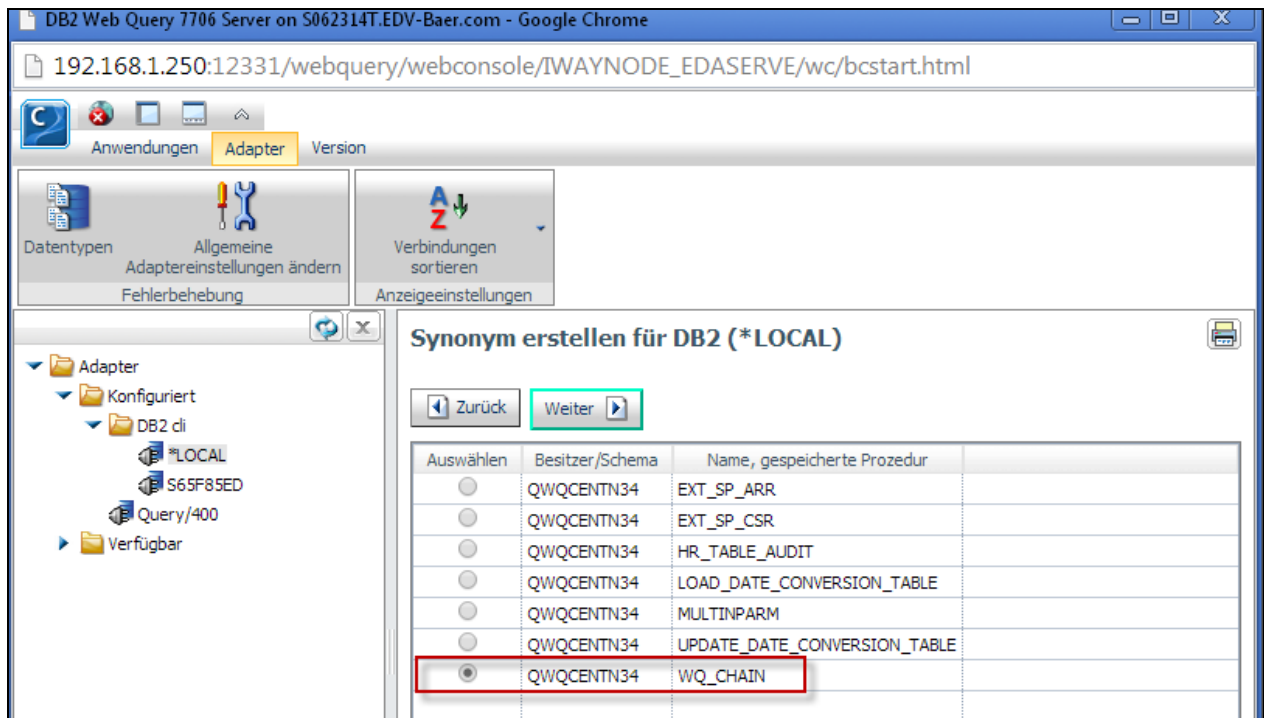 DB2 Web Query 7706 Server on S062314T.EDV-Baer.com - Google Chrome
192.168.1.250:12331/webquery/webconsole/IWAYNODE_EDASERVE/wc/bcstart.html
Anwendungen Adapter Version
Datentypen
Allgemeine
Adaptereinstellungen ändern
Fehlerbehebung
Verbindungen
sortieren
Anzeigeeinstellungen
Adapter
Konfiguriert
DB2 cli
*LOCAL
S65F85ED
Query/400
Verfügbar
Synonym erstellen für DB2 (*LOCAL)
Zurück Weiter
Auswählen Besitzer/Schema Name, gespeicherte Prozedur
QWQCENTN34 EXT_SP_ARR
QWQCENTN34 EXT_SP_CSR
QWQCENTN34 HR_TABLE_AUDIT
QWQCENTN34 LOAD_DATE_CONVERSION_TABLE
QWQCENTN34 MULTINPARM
QWQCENTN34 UPDATE_DATE_CONVERSION_TABLE
QWQCENTN34 WQ_CHAIN